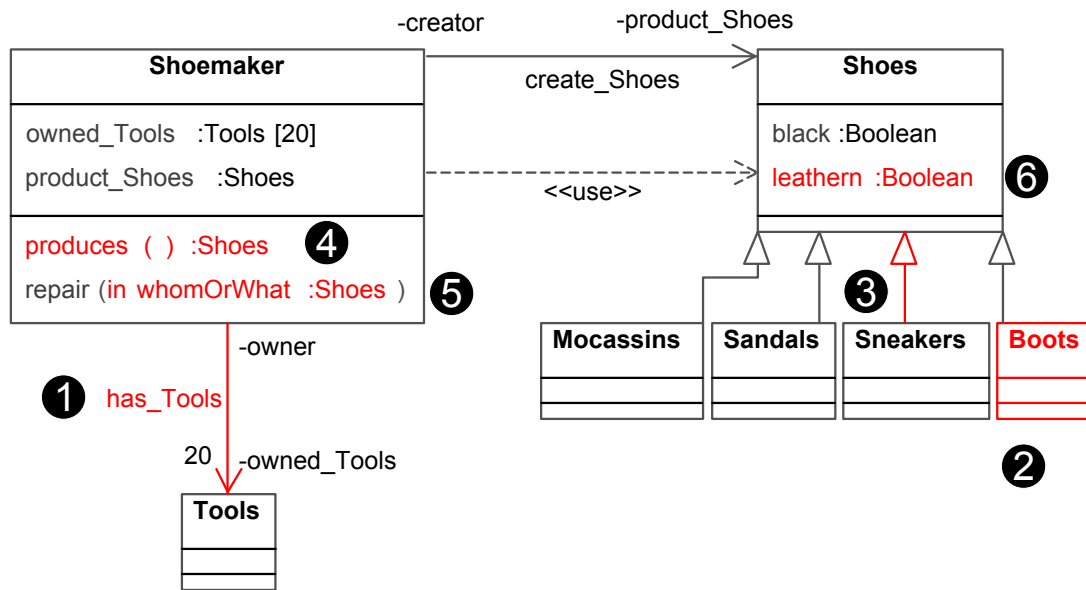 -creator
-product_Shoes
Shoemaker
create_Shoes
Shoes
owned_Tools :Tools [20]
product_Shoes :Shoes
<<use>>
black :Boolean
leathern :Boolean
6
produces ( ) :Shoes
4
repair (in whomOrWhat :Shoes )
5
3
-owner
1
has_Tools
20
-owned_Tools
Tools
Mocassins
Sandals
Sneakers
Boots
2